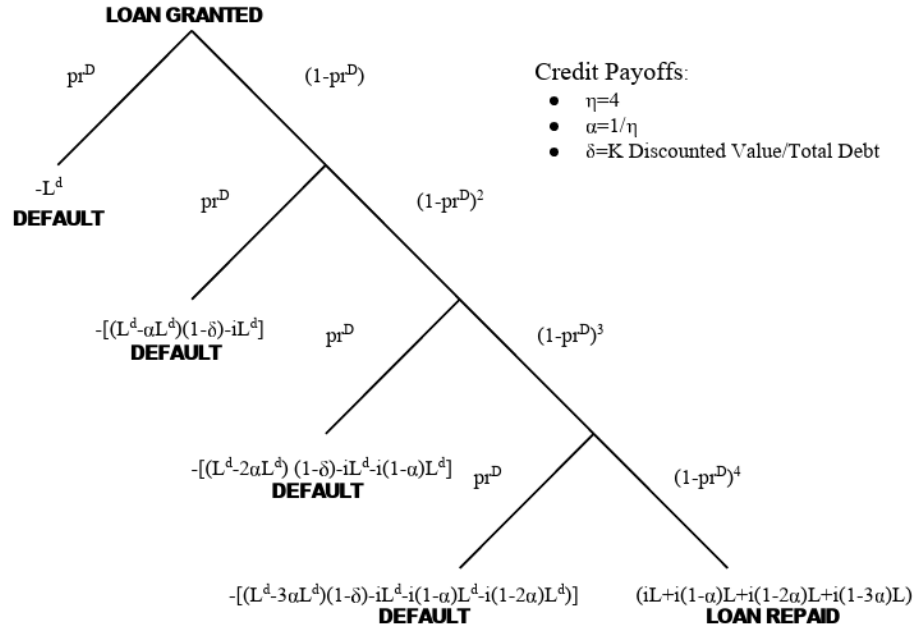 LOAN GRANTED
pr^D
(1-pr^D)
Credit Payoffs:
• η=4
• α=1/η
• δ=K Discounted Value/Total Debt
-L^d
DEFAULT
pr^D
(1-pr^D)^2
-[(L^d-αL^d)(1-δ)-iL^d]
DEFAULT
pr^D
(1-pr^D)^3
-[(L^d-2αL^d) (1-δ)-iL^d-i(1-α)L^d]
DEFAULT
pr^D
(1-pr^D)^4
-[(L^d-3αL^d)(1-δ)-iL^d-i(1-α)L^d-i(1-2α)L^d)]
DEFAULT
(iL+i(1-α)L+i(1-2α)L+i(1-3α)L)
LOAN REPAID